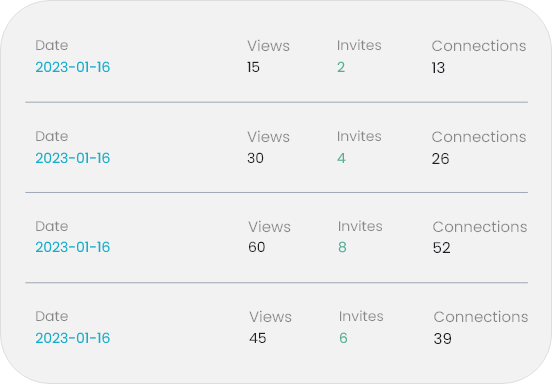 Date Views Invites Connections
2023-01-16 15 2 13
Date Views Invites Connections
2023-01-16 30 4 26
Date Views Invites Connections
2023-01-16 60 8 52
Date Views Invites Connections
2023-01-16 45 6 39